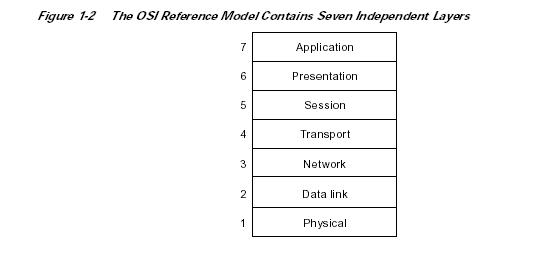 Figure 1-2 The OSI Reference Model Contains Seven Independent Layers
7 Application
6 Presentation
5 Session
4 Transport
3 Network
2 Data link
1 Physical